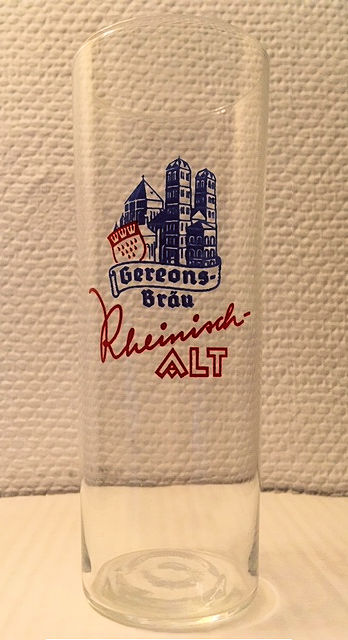 Gereons-
Bräu
Rheinisch-
ALT